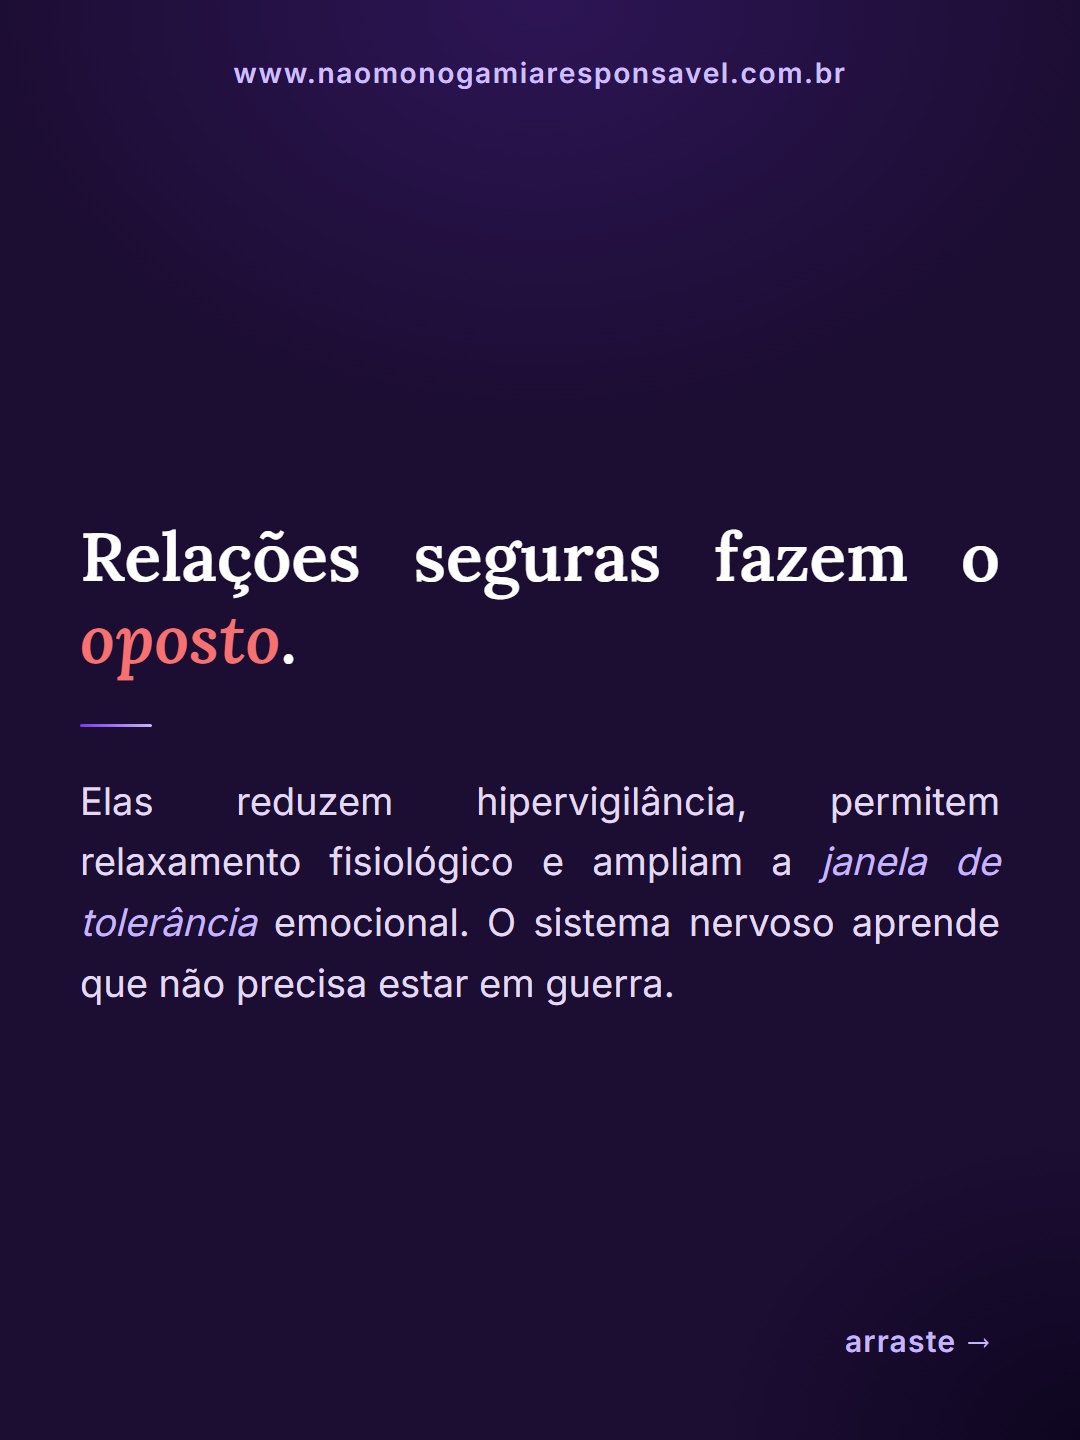 www.naomonogamiaresponsavel.com.br
Relações seguras fazem o
oposto.
Elas reduzem hipervigilância, permitem
relaxamento fisiológico e ampliam a janela de
tolerância emocional. O sistema nervoso aprende
que não precisa estar em guerra.
arraste →